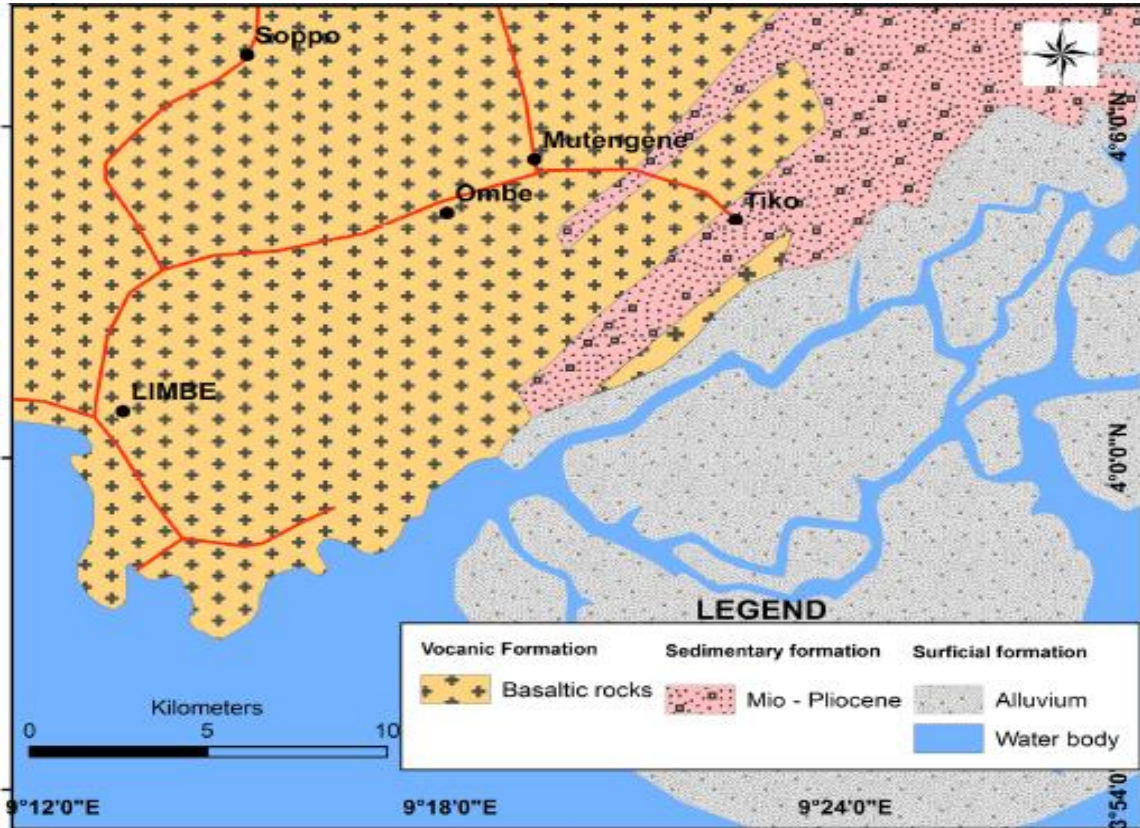 Soppo
Mutengene
Ombe
Tiko
LIMBE
4°6'0"N
4°0'0"N
3°54'0
LEGEND
Vocanic Formation
Basaltic rocks
Sedimentary formation
Mio - Pliocene
Surficial formation
Alluvium
Water body
Kilometers
0 5 10
9°12'0"E 9°18'0"E 9°24'0"E